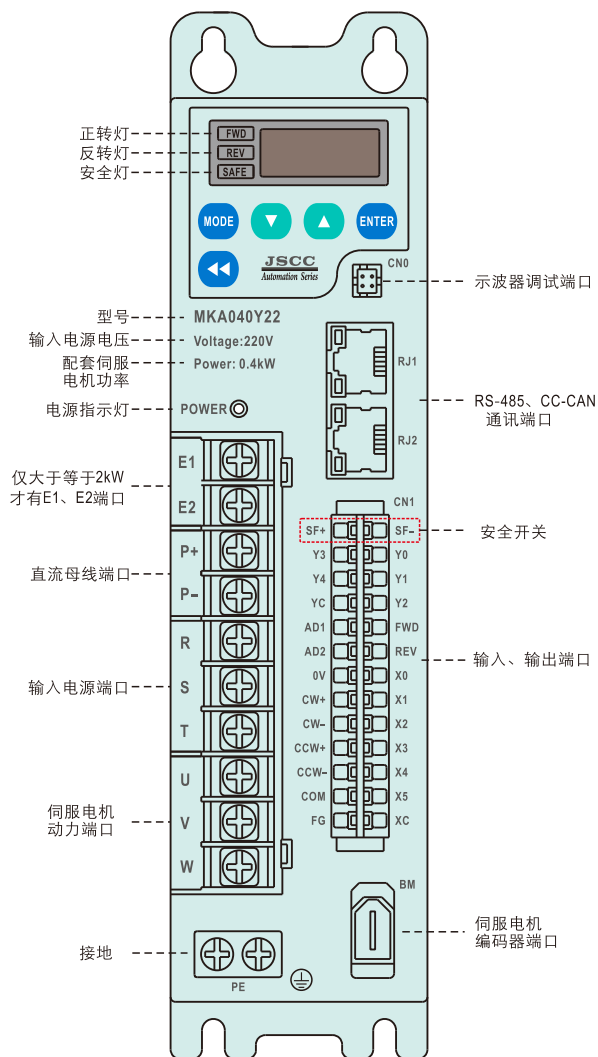 正转灯
FWD
反转灯
REV
安全灯
SAFE
MODE
ENTER
JSCC
Automation Series
CN0
示波器调试端口
型号
MKA040Y22
输入电源电压
Voltage:220V
配套伺服
电机功率
Power: 0.4kW
RJ1
RS-485、CC-CAN
通讯端口
电源指示灯
POWER
RJ2
仅大于等于2kW
才有E1、E2端口
E1
E2
直流母线端口
P+
P-
输入电源端口
R
S
T
伺服电机
动力端口
U
V
W
CN1
SF+ SF-
安全开关
Y3 Y0
Y4 Y1
YC Y2
AD1 FWD
AD2 REV
0V X0
CW+ X1
CW- X2
CCW+ X3
CCW- X4
COM X5
FG XC
输入、输出端口
BM
伺服电机
编码器端口
接地
PE